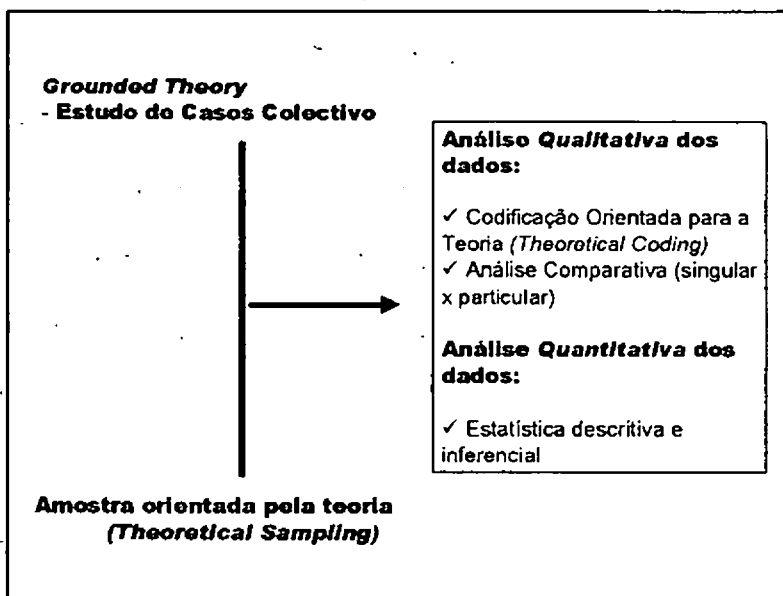 Grounded Theory
- Estudo de Casos Colectivo
Análise Qualitativa dos
dados:
✓ Codificação Orientada para a
Teoria (Theoretical Coding)
✓ Análise Comparativa (singular
x particular)
Análise Quantitativa dos
dados:
✓ Estatística descritiva e
inferencial
Amostra orientada pela teoria
(Theoretical Sampling)